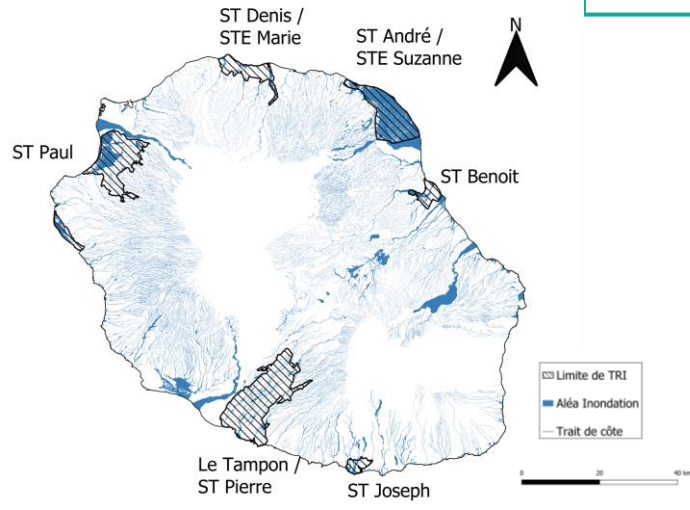 ST Denis /
STE Marie
ST André /
STE Suzanne
N
ST Paul
ST Benoit
Limite de TRI
Aléa Inondation
Trait de côte
Le Tampon /
ST Pierre
ST Joseph
0 20 40 km